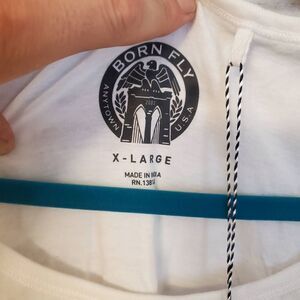 BORN FLY
ANYTOWN
U.S.A
X-LARGE
MADE IN
RN.138